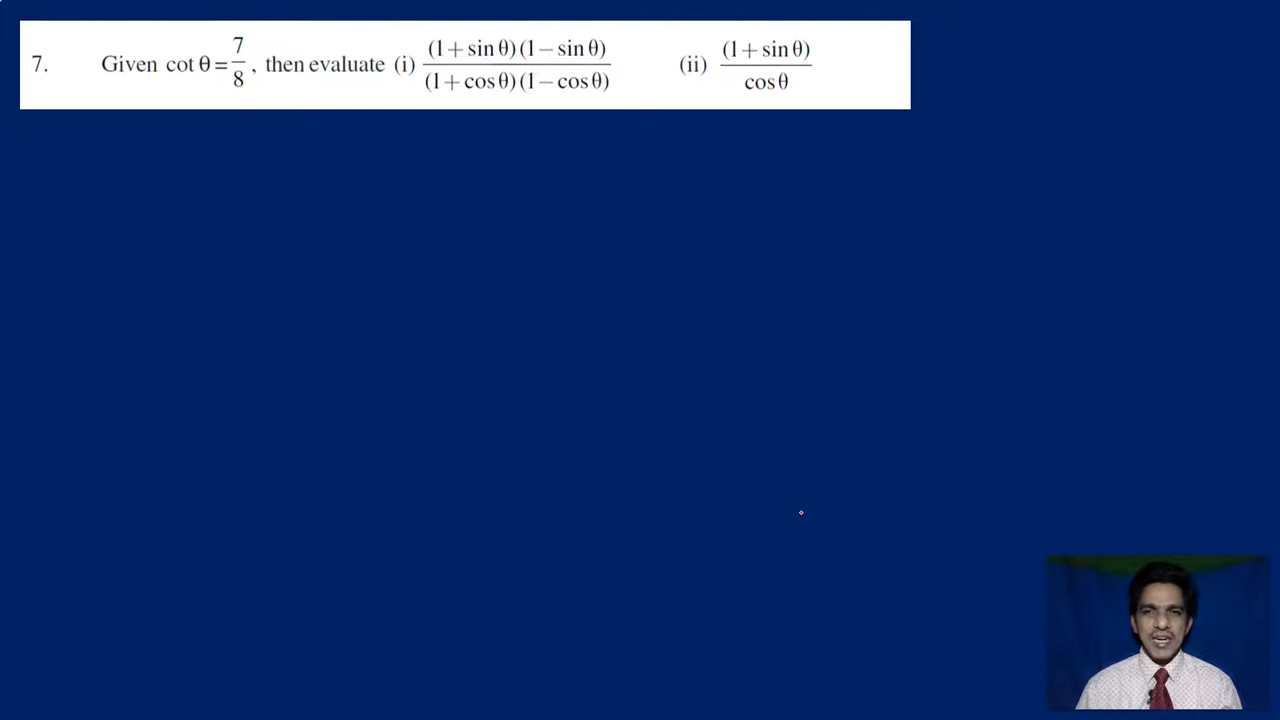 7. Given cot θ = 7/8, then evaluate (i) (1+sin θ)(1−sin θ)/(1+cos θ)(1−cos θ) (ii) (1+sin θ)/cos θ